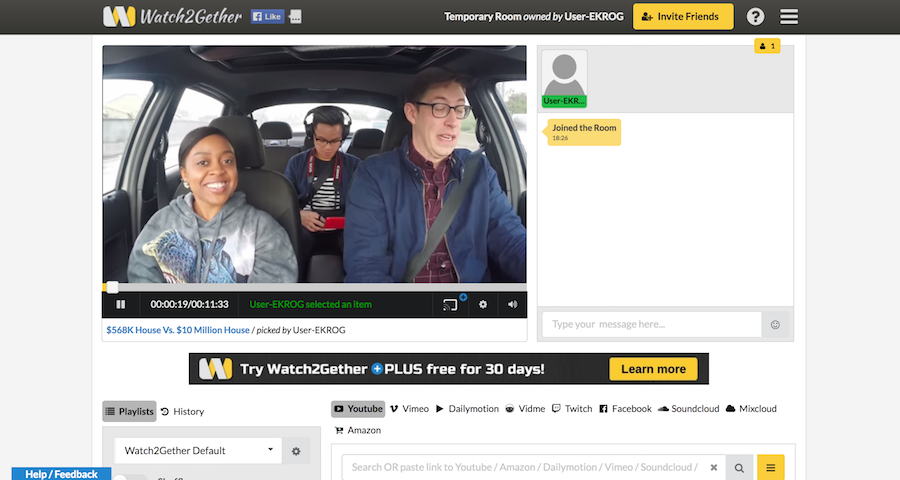 Watch2Gether
Like
Temporary Room owned by User-EKROG
Invite Friends
?
1
User-EKR...
Joined the Room
18:26
00:00:19/00:11:33
User-EKROG selected an item
$568K House Vs. $10 Million House / picked by User-EKROG
Type your message here...
Try Watch2Gether +PLUS free for 30 days!
Learn more
Playlists
History
Youtube
Vimeo
Dailymotion
Vidme
Twitch
Facebook
Soundcloud
Mixcloud
Amazon
Watch2Gether Default
Search OR paste link to Youtube / Amazon / Dailymotion / Vimeo / Soundcloud /
Help / Feedback